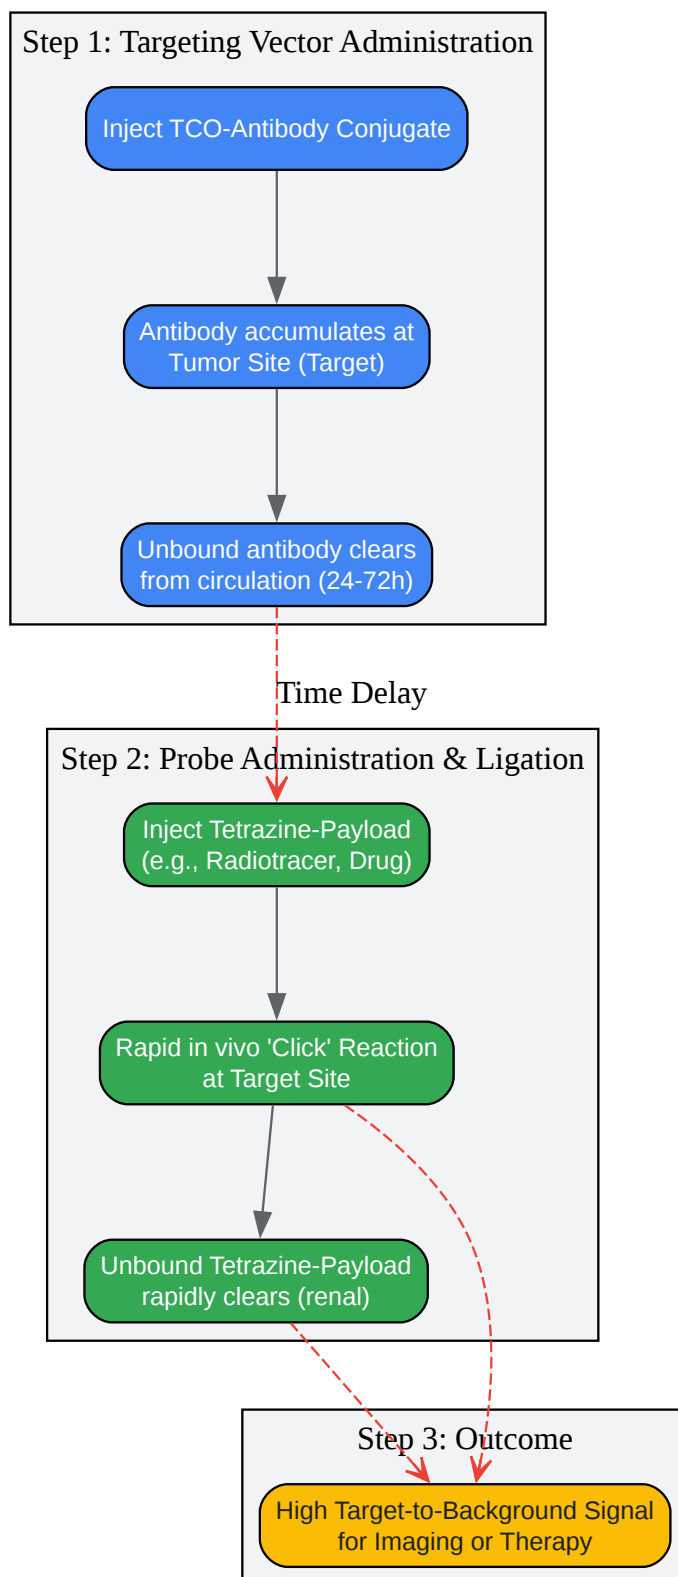 Step 1: Targeting Vector Administration
Inject TCO-Antibody Conjugate
Antibody accumulates at
Tumor Site (Target)
Unbound antibody clears
from circulation (24-72h)
Time Delay
Step 2: Probe Administration & Ligation
Inject Tetrazine-Payload
(e.g., Radiotracer, Drug)
Rapid in vivo 'Click' Reaction
at Target Site
Unbound Tetrazine-Payload
rapidly clears (renal)
Step 3: Outcome
High Target-to-Background Signal
for Imaging or Therapy